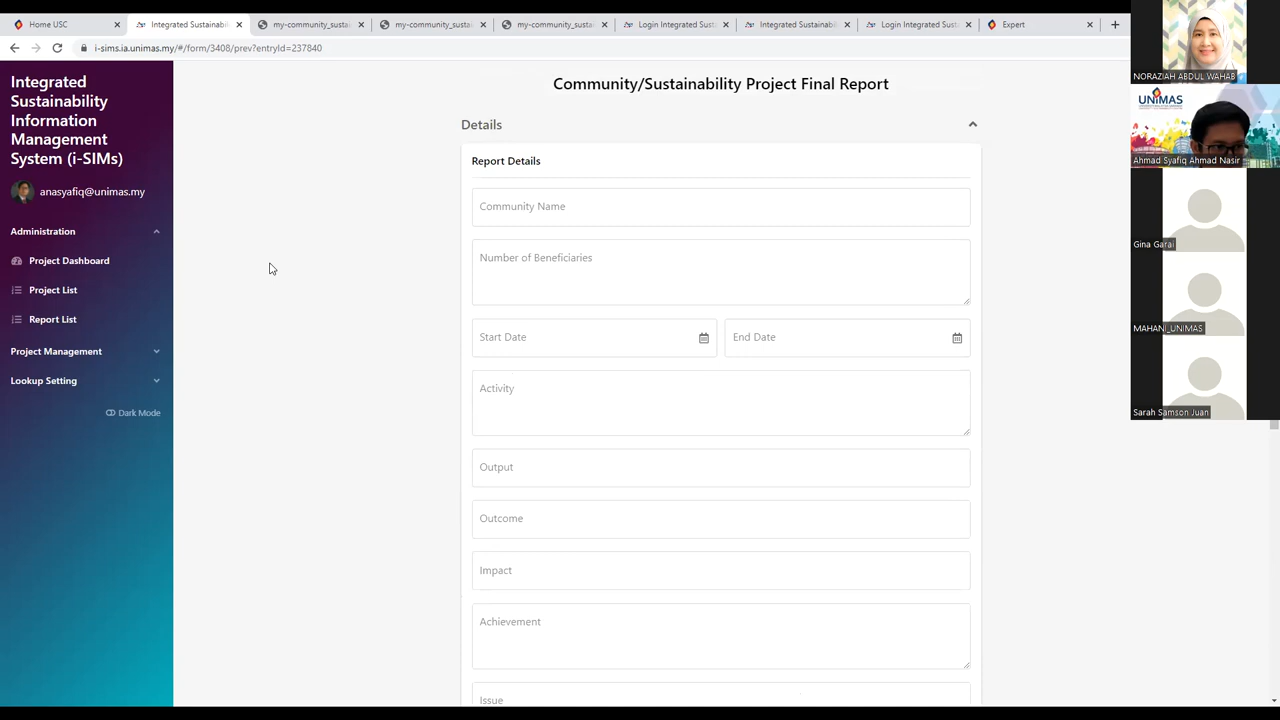 Home USC
Integrated Sustainabi
my-community_susta
my-community_susta
my-community_susta
Login Integrated Sust
Integrated Sustainabi
Login Integrated Sust
Expert
i-sims.ia.unimas.my/#/form/3408/prev?entryId=237840
Integrated
Sustainability
Information
Management
System (i-SIMs)
anasyafiq@unimas.my
Administration
Project Dashboard
Project List
Report List
Project Management
Lookup Setting
Dark Mode
Community/Sustainability Project Final Report
Details
Report Details
Community Name
Number of Beneficiaries
Start Date
End Date
Activity
Output
Outcome
Impact
Achievement
Issue
NORAZIAH ABDUL WAHAB
UNIMAS
Ahmad Syafiq Ahmad Nasir
Gina Garai
MAHANI_UNIMAS
Sarah Samson Juan